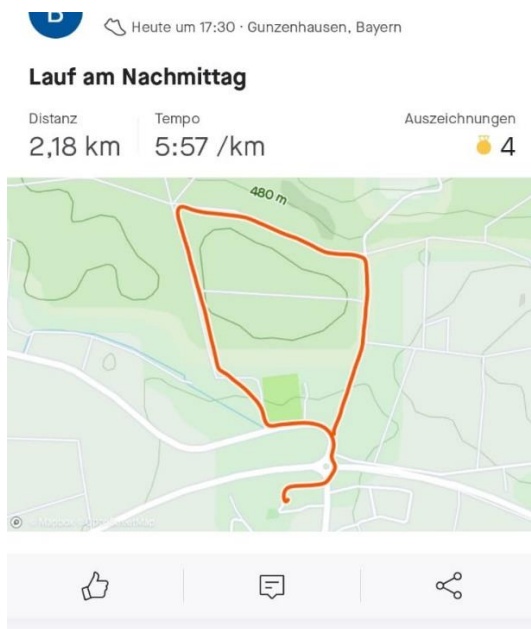 B
Heute um 17:30 · Gunzenhausen, Bayern
Lauf am Nachmittag
Distanz
2,18 km
Tempo
5:57 /km
Auszeichnungen
4
480 m